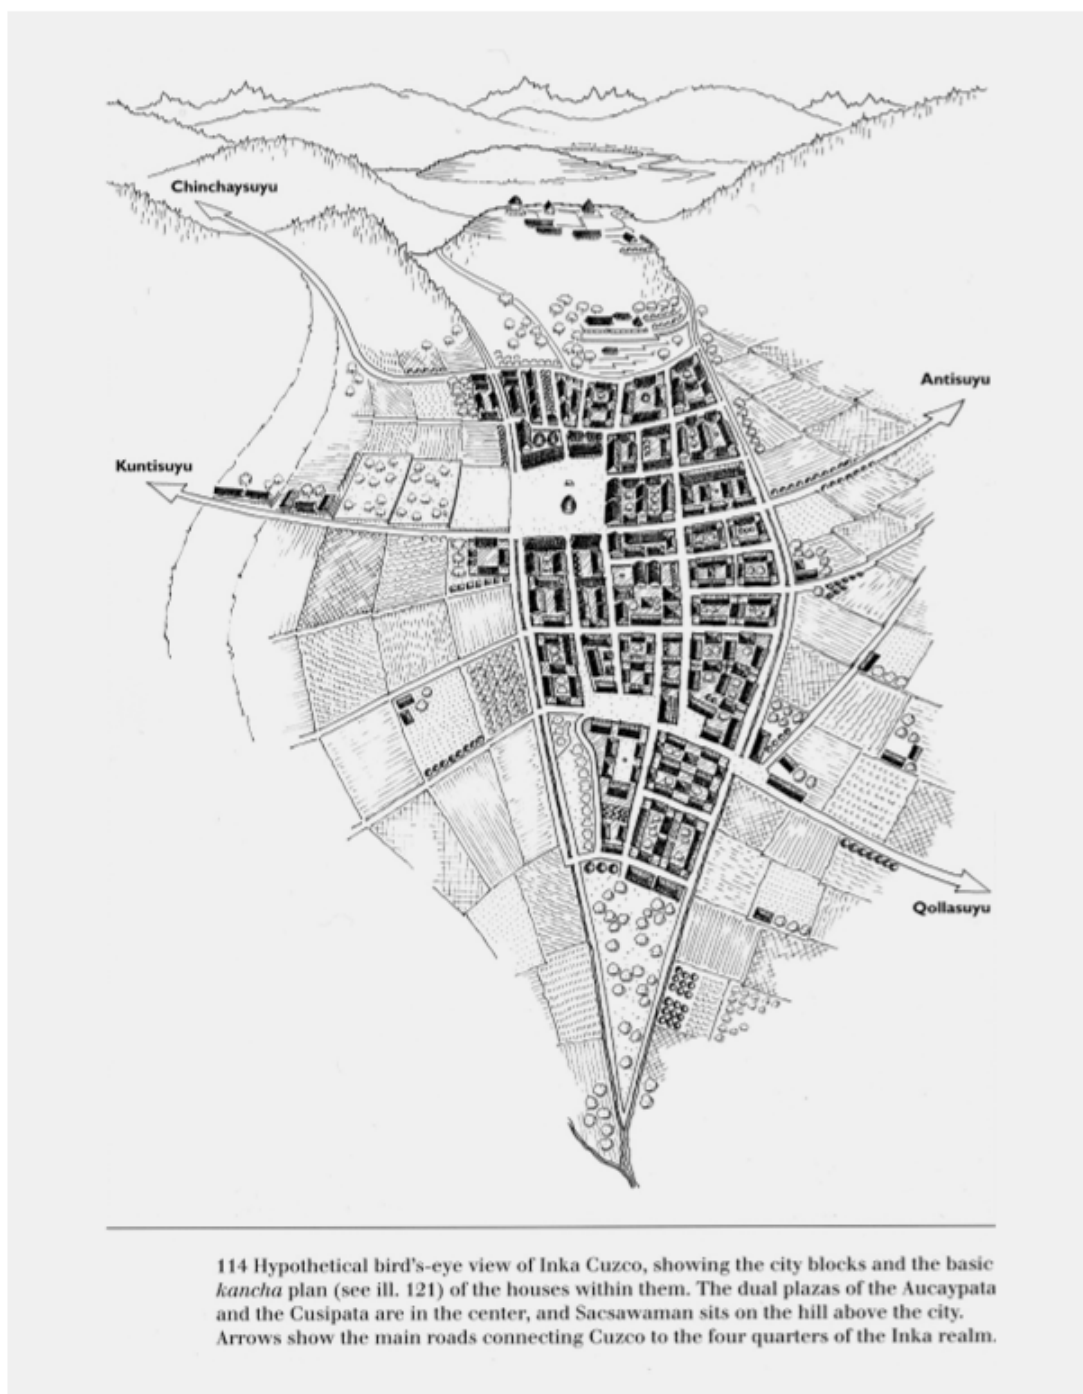 Chinchaysuyu
Antisuyu
Kuntisuyu
Qollasuyu
114 Hypothetical bird's-eye view of Inka Cuzco, showing the city blocks and the basic
kancha plan (see ill. 121) of the houses within them. The dual plazas of the Aucaypata
and the Cusipata are in the center, and Sacsawaman sits on the hill above the city.
Arrows show the main roads connecting Cuzco to the four quarters of the Inka realm.